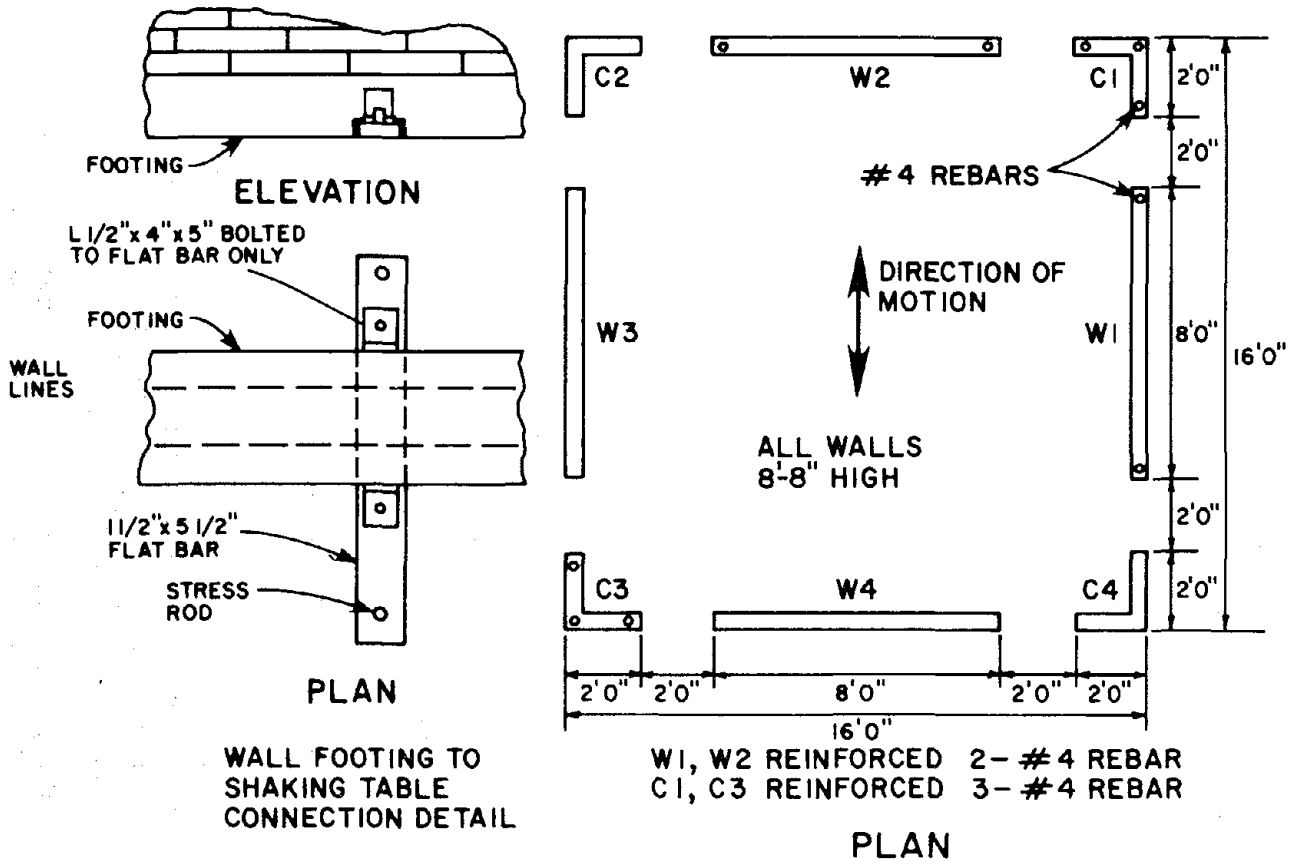 FOOTING
ELEVATION
L 1/2" x 4" x 5" BOLTED
TO FLAT BAR ONLY
FOOTING
WALL
LINES
1 1/2" x 5 1/2"
FLAT BAR
STRESS
ROD
PLAN
WALL FOOTING TO
SHAKING TABLE
CONNECTION DETAIL
C2
W2
C1
2'0"
2'0"
#4 REBARS
DIRECTION OF
MOTION
W3
W1
8'0"
16'0"
ALL WALLS
8'-8" HIGH
2'0"
C3
W4
C4
2'0"
2'0"
2'0"
8'0"
2'0"
2'0"
16'0"
W1, W2 REINFORCED 2- #4 REBAR
C1, C3 REINFORCED 3- #4 REBAR
PLAN